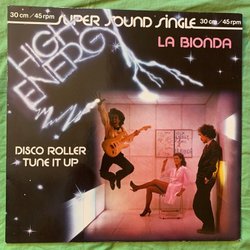 30 cm / 45 rpm SUPER SOUND SINGLE 30 cm / 45 rpm
HIGH
ENERGY
LA BIONDA
DISCO ROLLER
TUNE IT UP